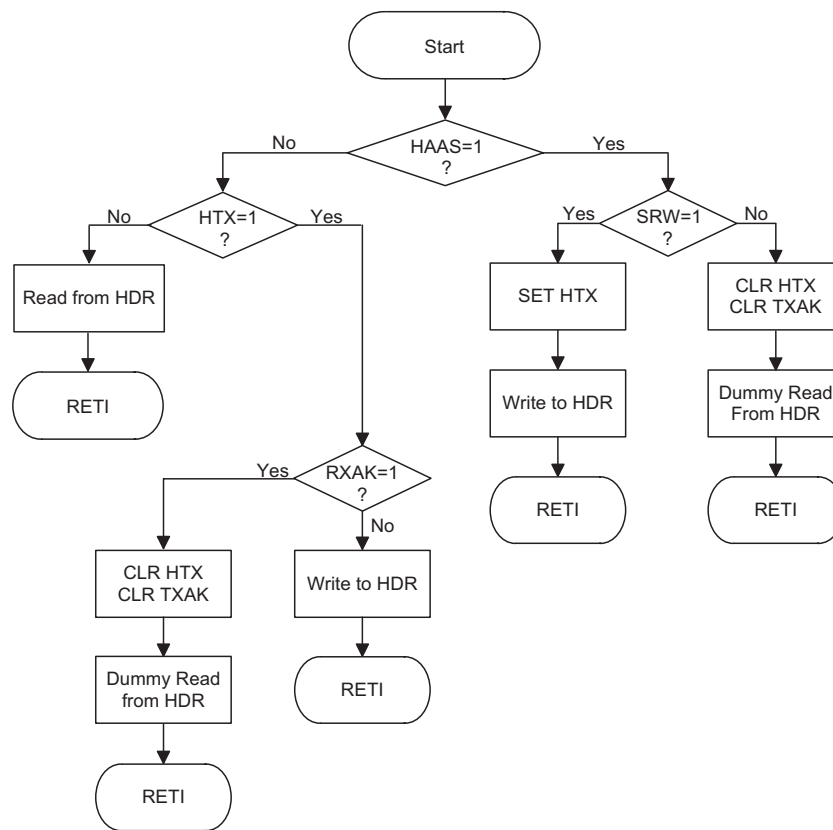 Start
HAAS=1
?
No
Yes
HTX=1
?
No
Yes
SRW=1
?
Yes
No
Read from HDR
SET HTX
CLR HTX
CLR TXAK
RETI
Write to HDR
Dummy Read
From HDR
RXAK=1
?
Yes
No
RETI
RETI
CLR HTX
CLR TXAK
Write to HDR
Dummy Read
from HDR
RETI
RETI